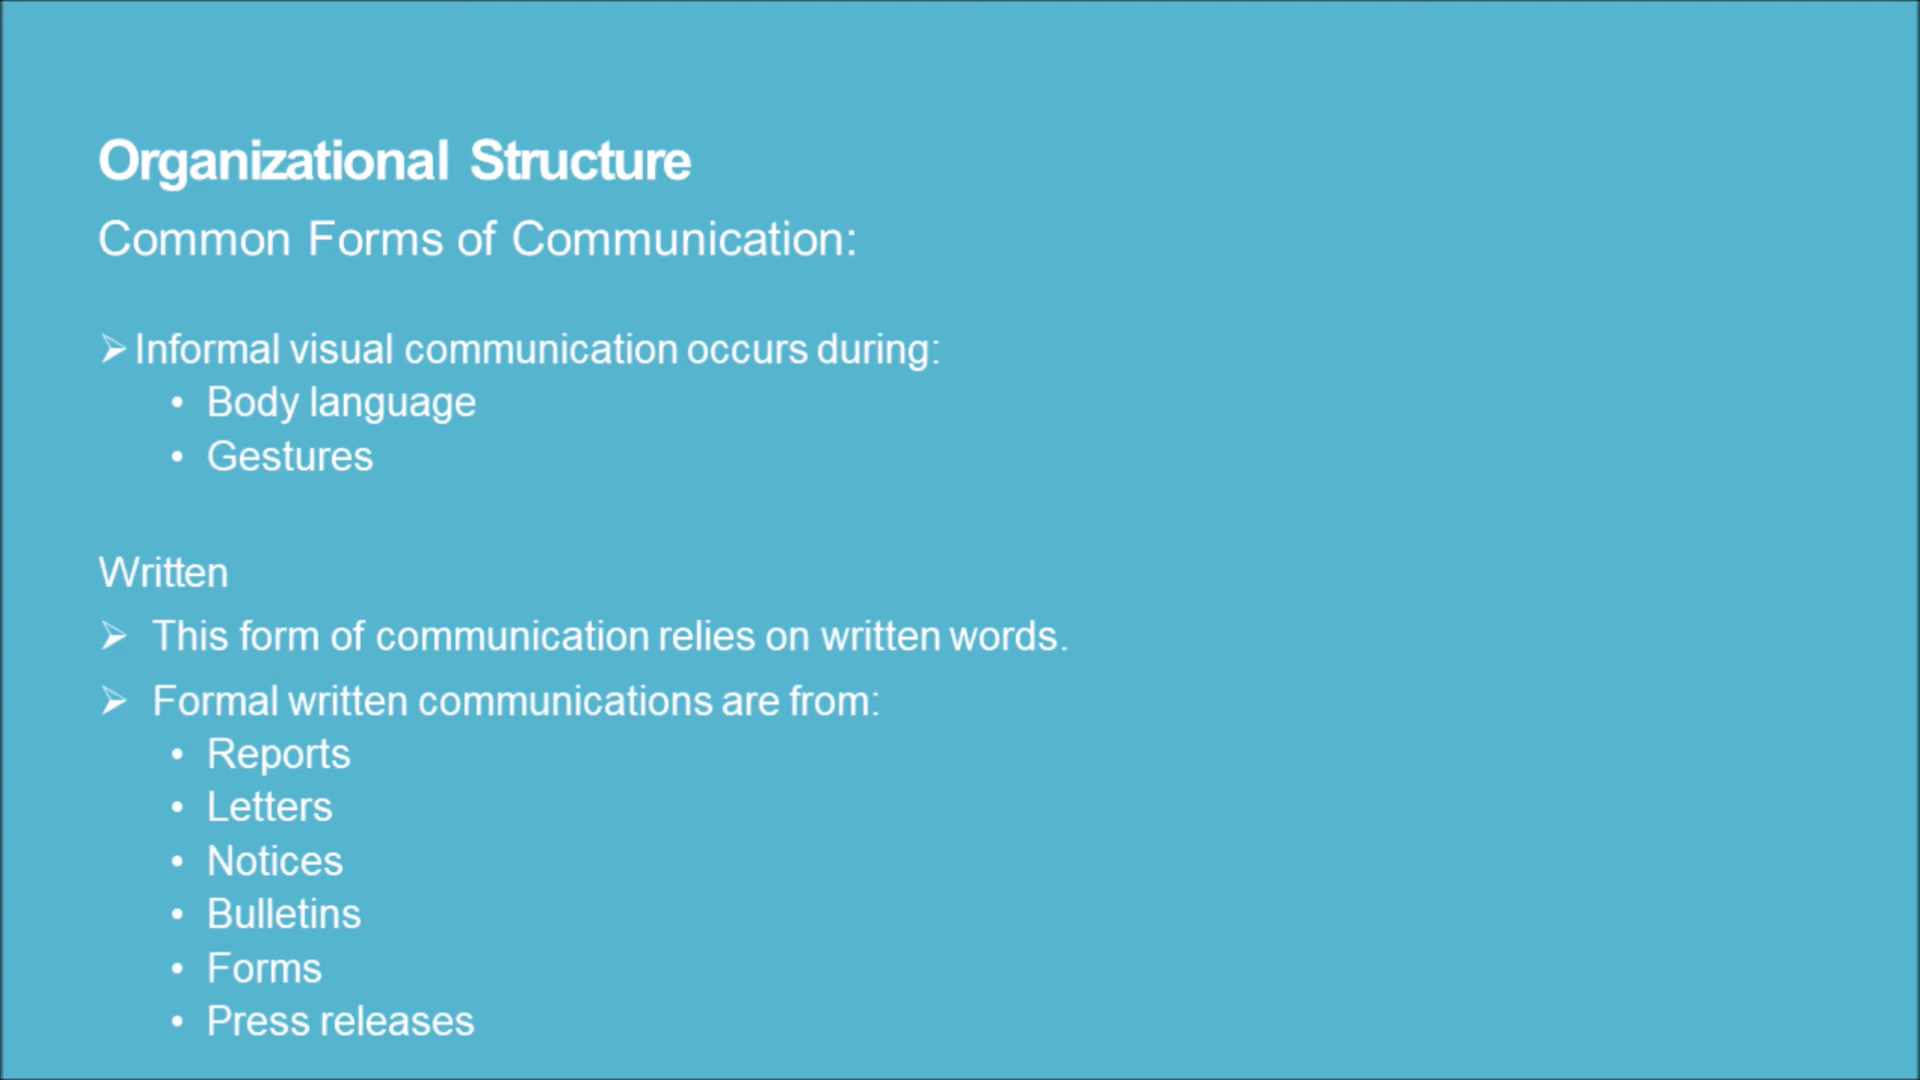 Organizational Structure
Common Forms of Communication:
➢Informal visual communication occurs during:
• Body language
• Gestures
Written
➢ This form of communication relies on written words.
➢ Formal written communications are from:
• Reports
• Letters
• Notices
• Bulletins
• Forms
• Press releases